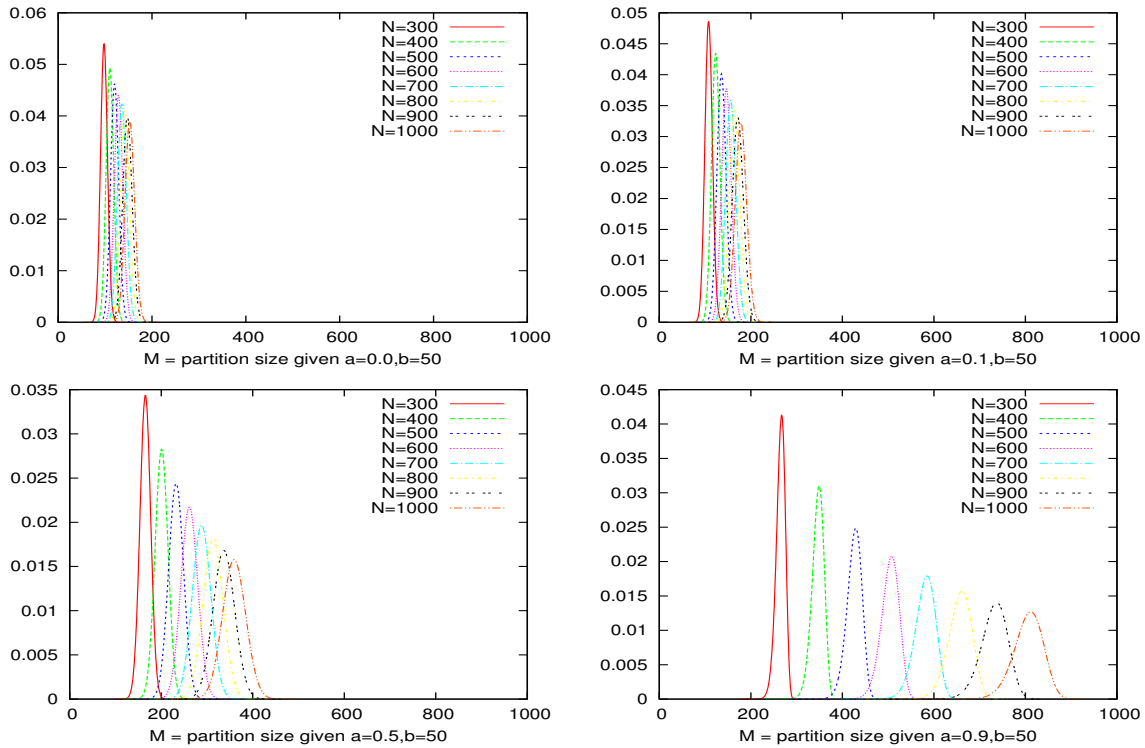 0.06
0.05
0.04
0.03
0.02
0.01
0
0 200 400 600 800 1000
M = partition size given a=0.0,b=50
N=300
N=400
N=500
N=600
N=700
N=800
N=900
N=1000
0.05
0.045
0.04
0.035
0.03
0.025
0.02
0.015
0.01
0.005
0
0 200 400 600 800 1000
M = partition size given a=0.1,b=50
N=300
N=400
N=500
N=600
N=700
N=800
N=900
N=1000
0.035
0.03
0.025
0.02
0.015
0.01
0.005
0
0 200 400 600 800 1000
M = partition size given a=0.5,b=50
N=300
N=400
N=500
N=600
N=700
N=800
N=900
N=1000
0.045
0.04
0.035
0.03
0.025
0.02
0.015
0.01
0.005
0
0 200 400 600 800 1000
M = partition size given a=0.9,b=50
N=300
N=400
N=500
N=600
N=700
N=800
N=900
N=1000